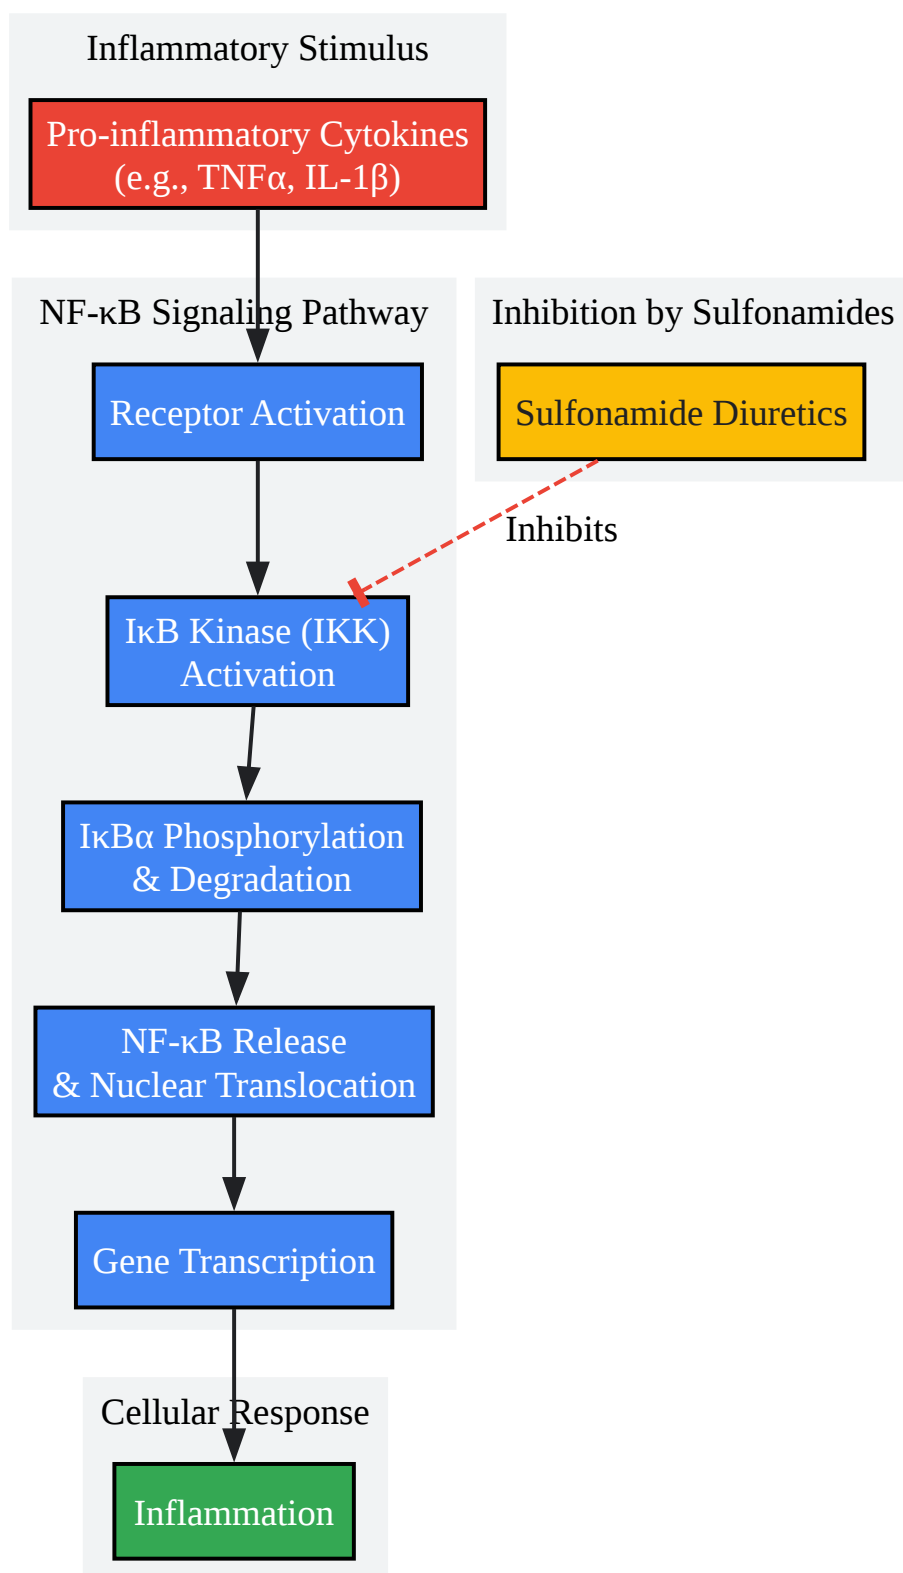 Inflammatory Stimulus
Pro-inflammatory Cytokines
(e.g., TNFα, IL-1β)
NF-κB Signaling Pathway
Inhibition by Sulfonamides
Receptor Activation
Sulfonamide Diuretics
Inhibits
IκB Kinase (IKK)
Activation
IκBα Phosphorylation
& Degradation
NF-κB Release
& Nuclear Translocation
Gene Transcription
Cellular Response
Inflammation